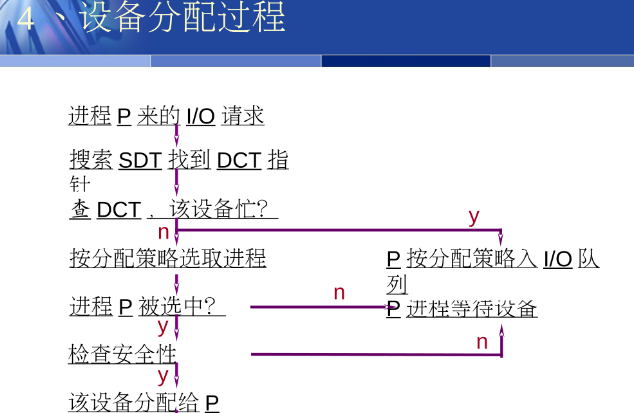 4、设备分配过程
进程 P 来的 I/O 请求
搜索 SDT 找到 DCT 指
针
查 DCT ，该设备忙？
y
n
按分配策略选取进程
P 按分配策略入 I/O 队
列
n
进程 P 被选中？
P 进程等待设备
y
n
检查安全性
y
该设备分配给 P